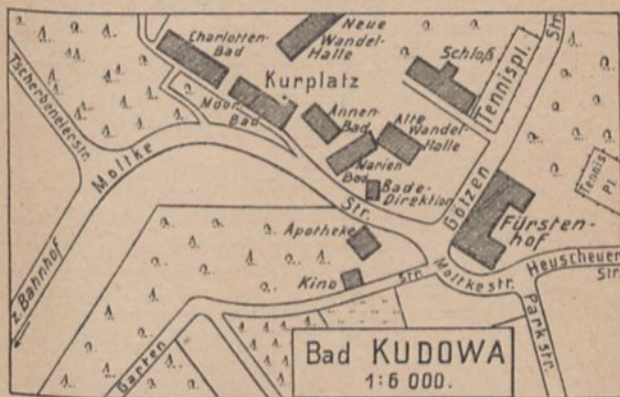 Neue
Wandel-
Halle
Charlotten-
Bad
Schloß
Str.
Tennispl.
Kurplatz
Moor-
Bad
Annen-
Bad
Alte
Wandel-
Halle
Marien
Bad
Bade-
Direktion
Tscherbeneierstr.
Moltke
Str.
Götzen
Tennis
Pl.
Fürsten-
hof
Apotheke
Kino
z. Bahnhof
Garten
Str.
Moltkestr.
Heuscheuer
Str.
Park str.
Bad KUDOWA
1:6 000.